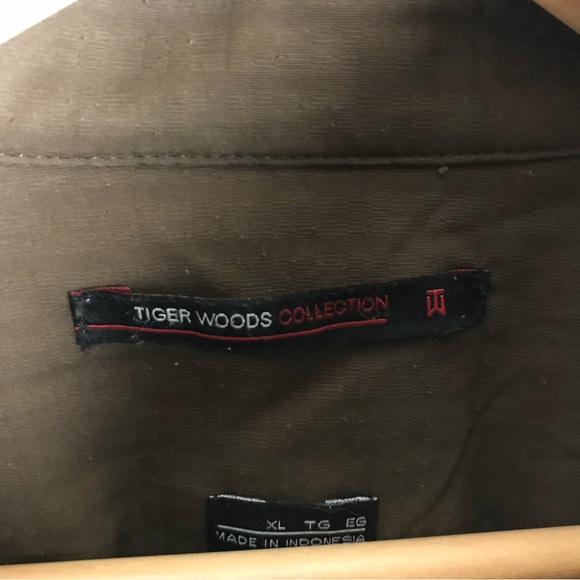 TIGER WOODS COLLECTION TW
XL TG EG
MADE IN INDONESIA